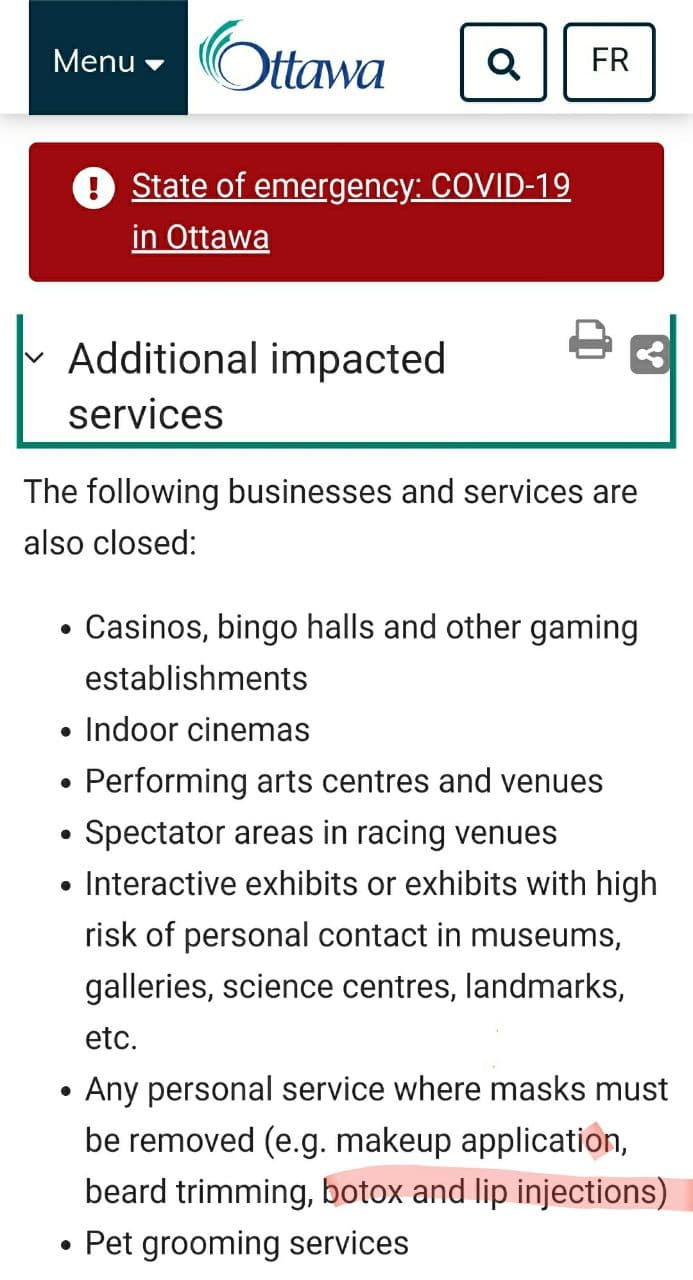 Menu
Ottawa
FR
State of emergency: COVID-19
in Ottawa
Additional impacted
services
The following businesses and services are
also closed:
• Casinos, bingo halls and other gaming
establishments
• Indoor cinemas
• Performing arts centres and venues
• Spectator areas in racing venues
• Interactive exhibits or exhibits with high
risk of personal contact in museums,
galleries, science centres, landmarks,
etc.
• Any personal service where masks must
be removed (e.g. makeup application,
beard trimming, botox and lip injections)
• Pet grooming services